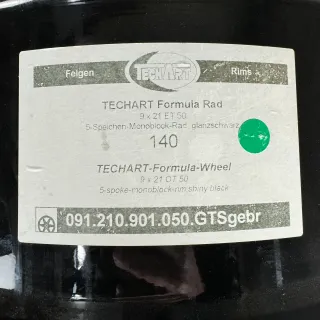 Felgen TECHART Rims
TECHART Formula Rad
9 x 21 ET 50
5-Speichen-Monoblock-Rad, glanzschwarz
140
TECHART-Formula-Wheel
9 x 21 OT 50
5-spoke-monoblock-rim shiny black
091.210.901.050.GTSgebr